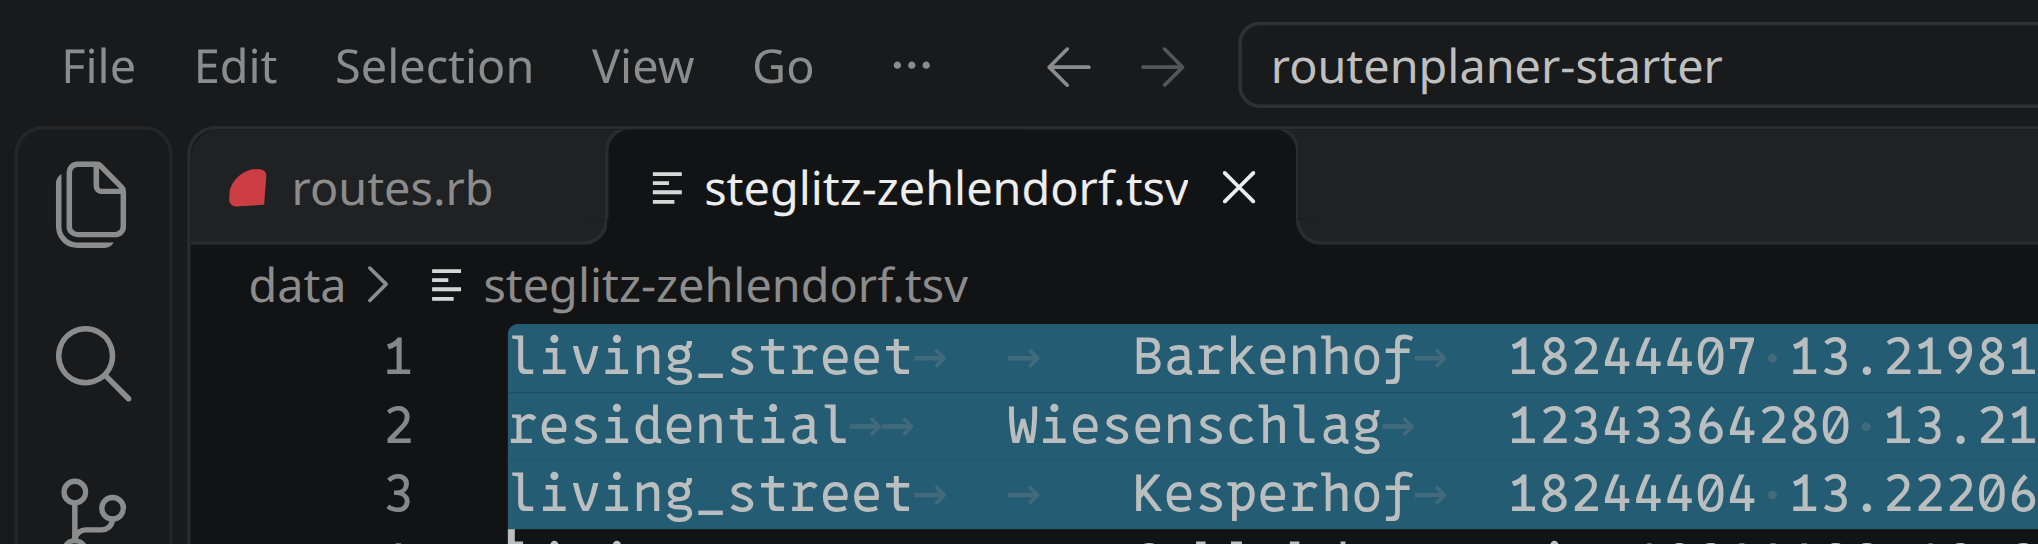 File Edit Selection View Go ··· ← → routenplaner-starter
routes.rb steglitz-zehlendorf.tsv
data > steglitz-zehlendorf.tsv
1 living_street→ → Barkenhof→ 18244407·13.21981
2 residential→→ Wiesenschlag→ 12343364280·13.21
3 living_street→ → Kesperhof→ 18244404·13.22206